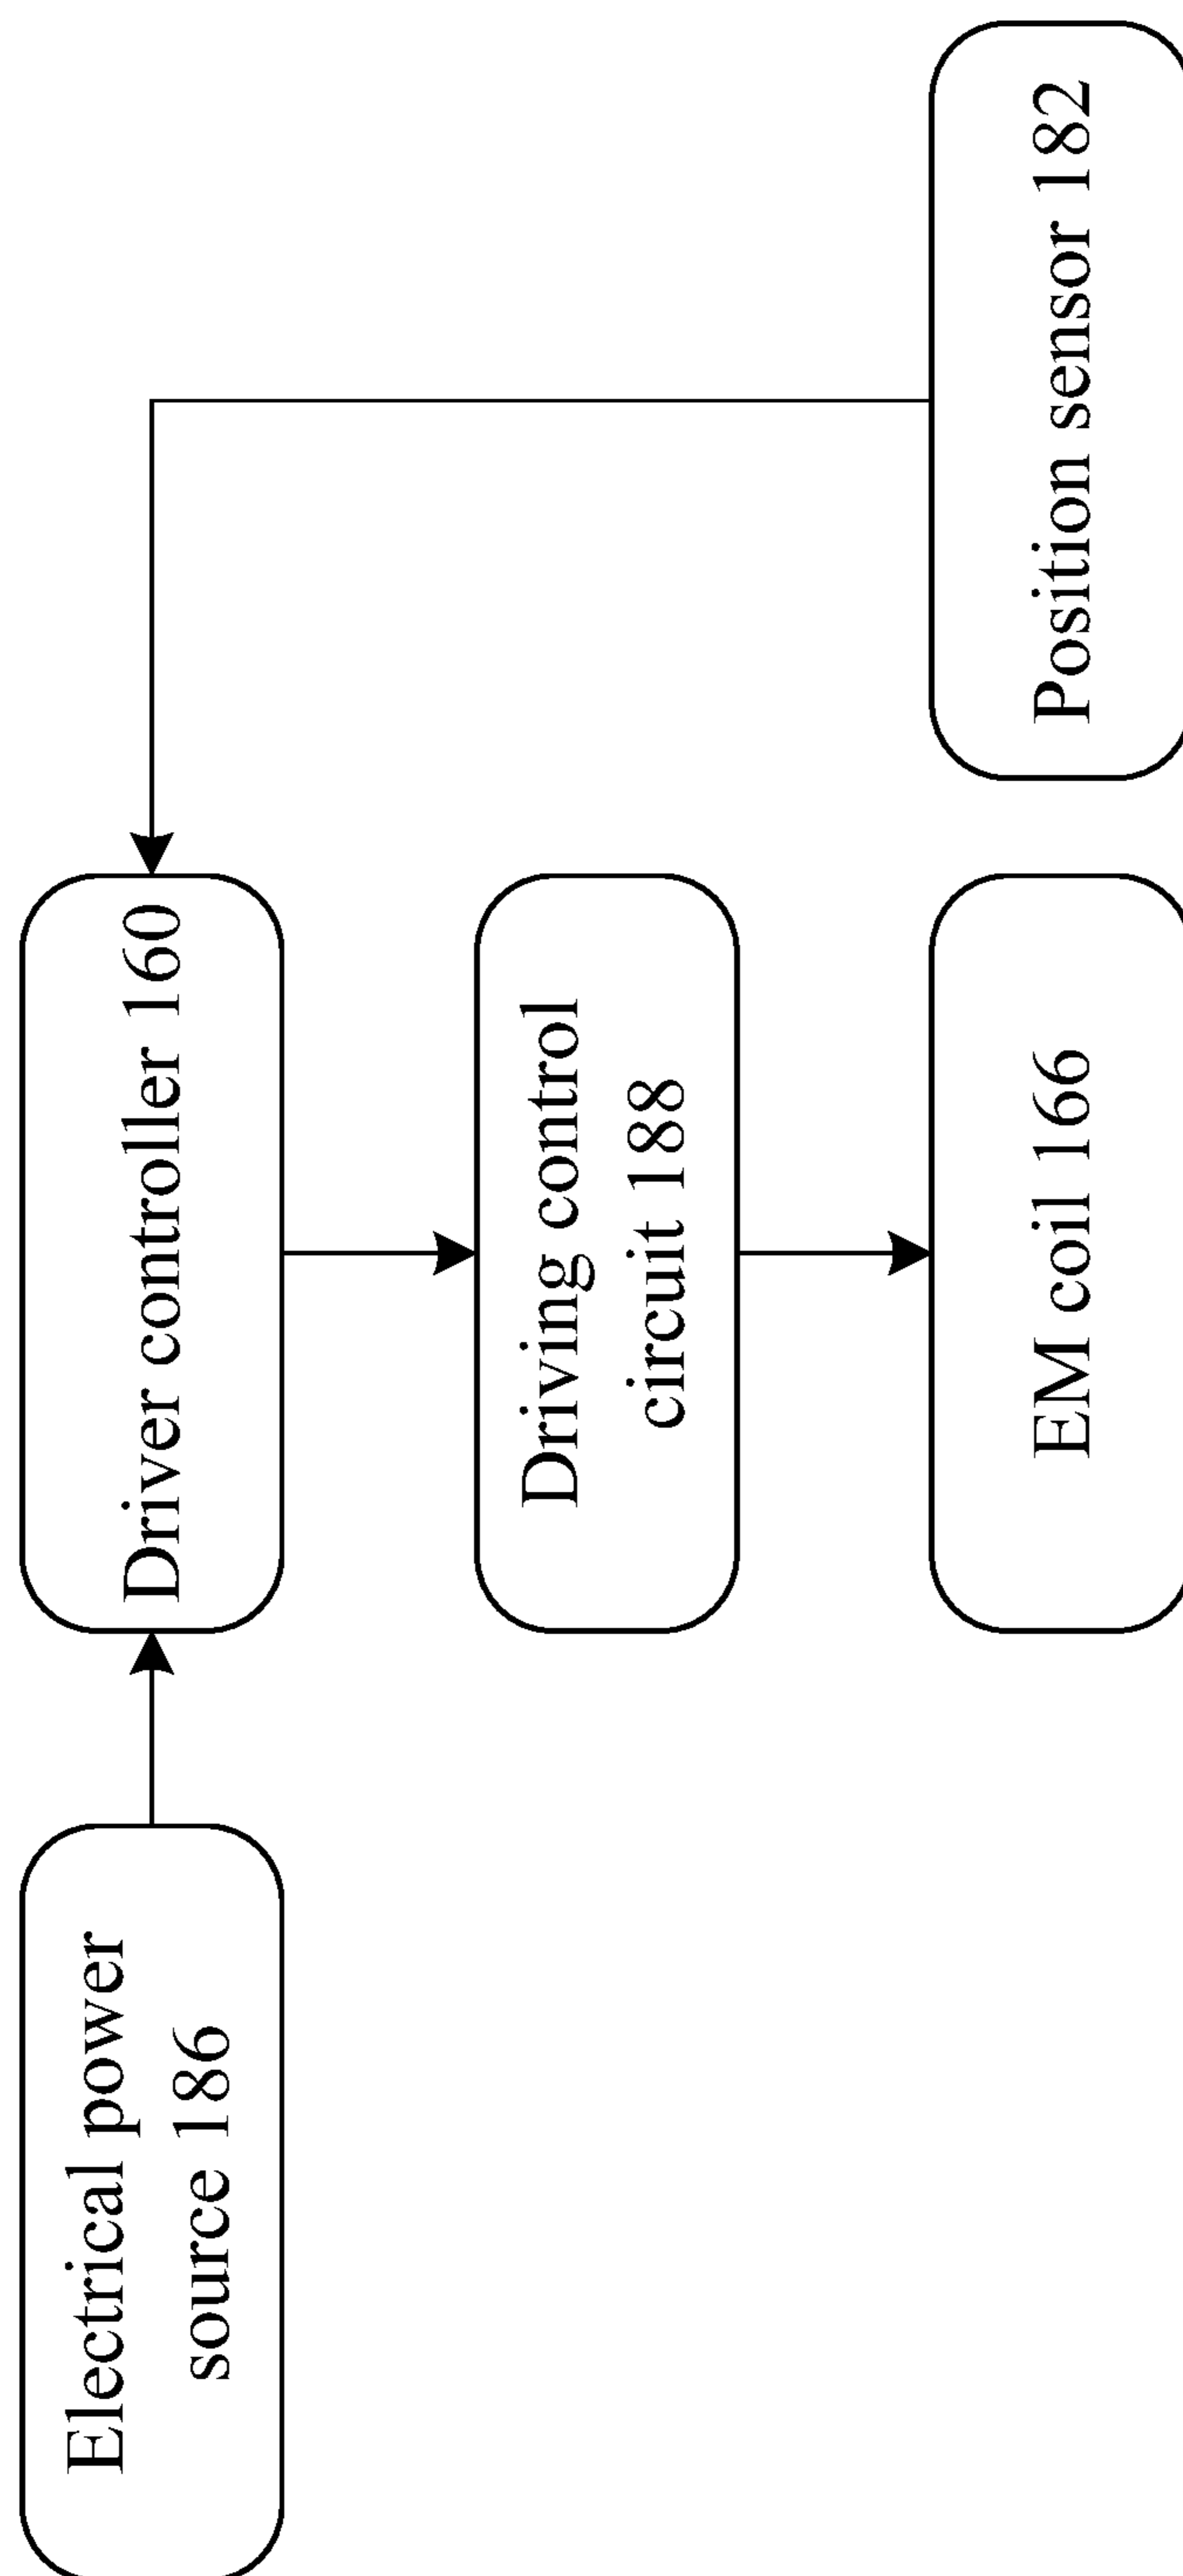 Electrical power
source 186
Driver controller 160
Driving control
circuit 188
EM coil 166
Position sensor 182